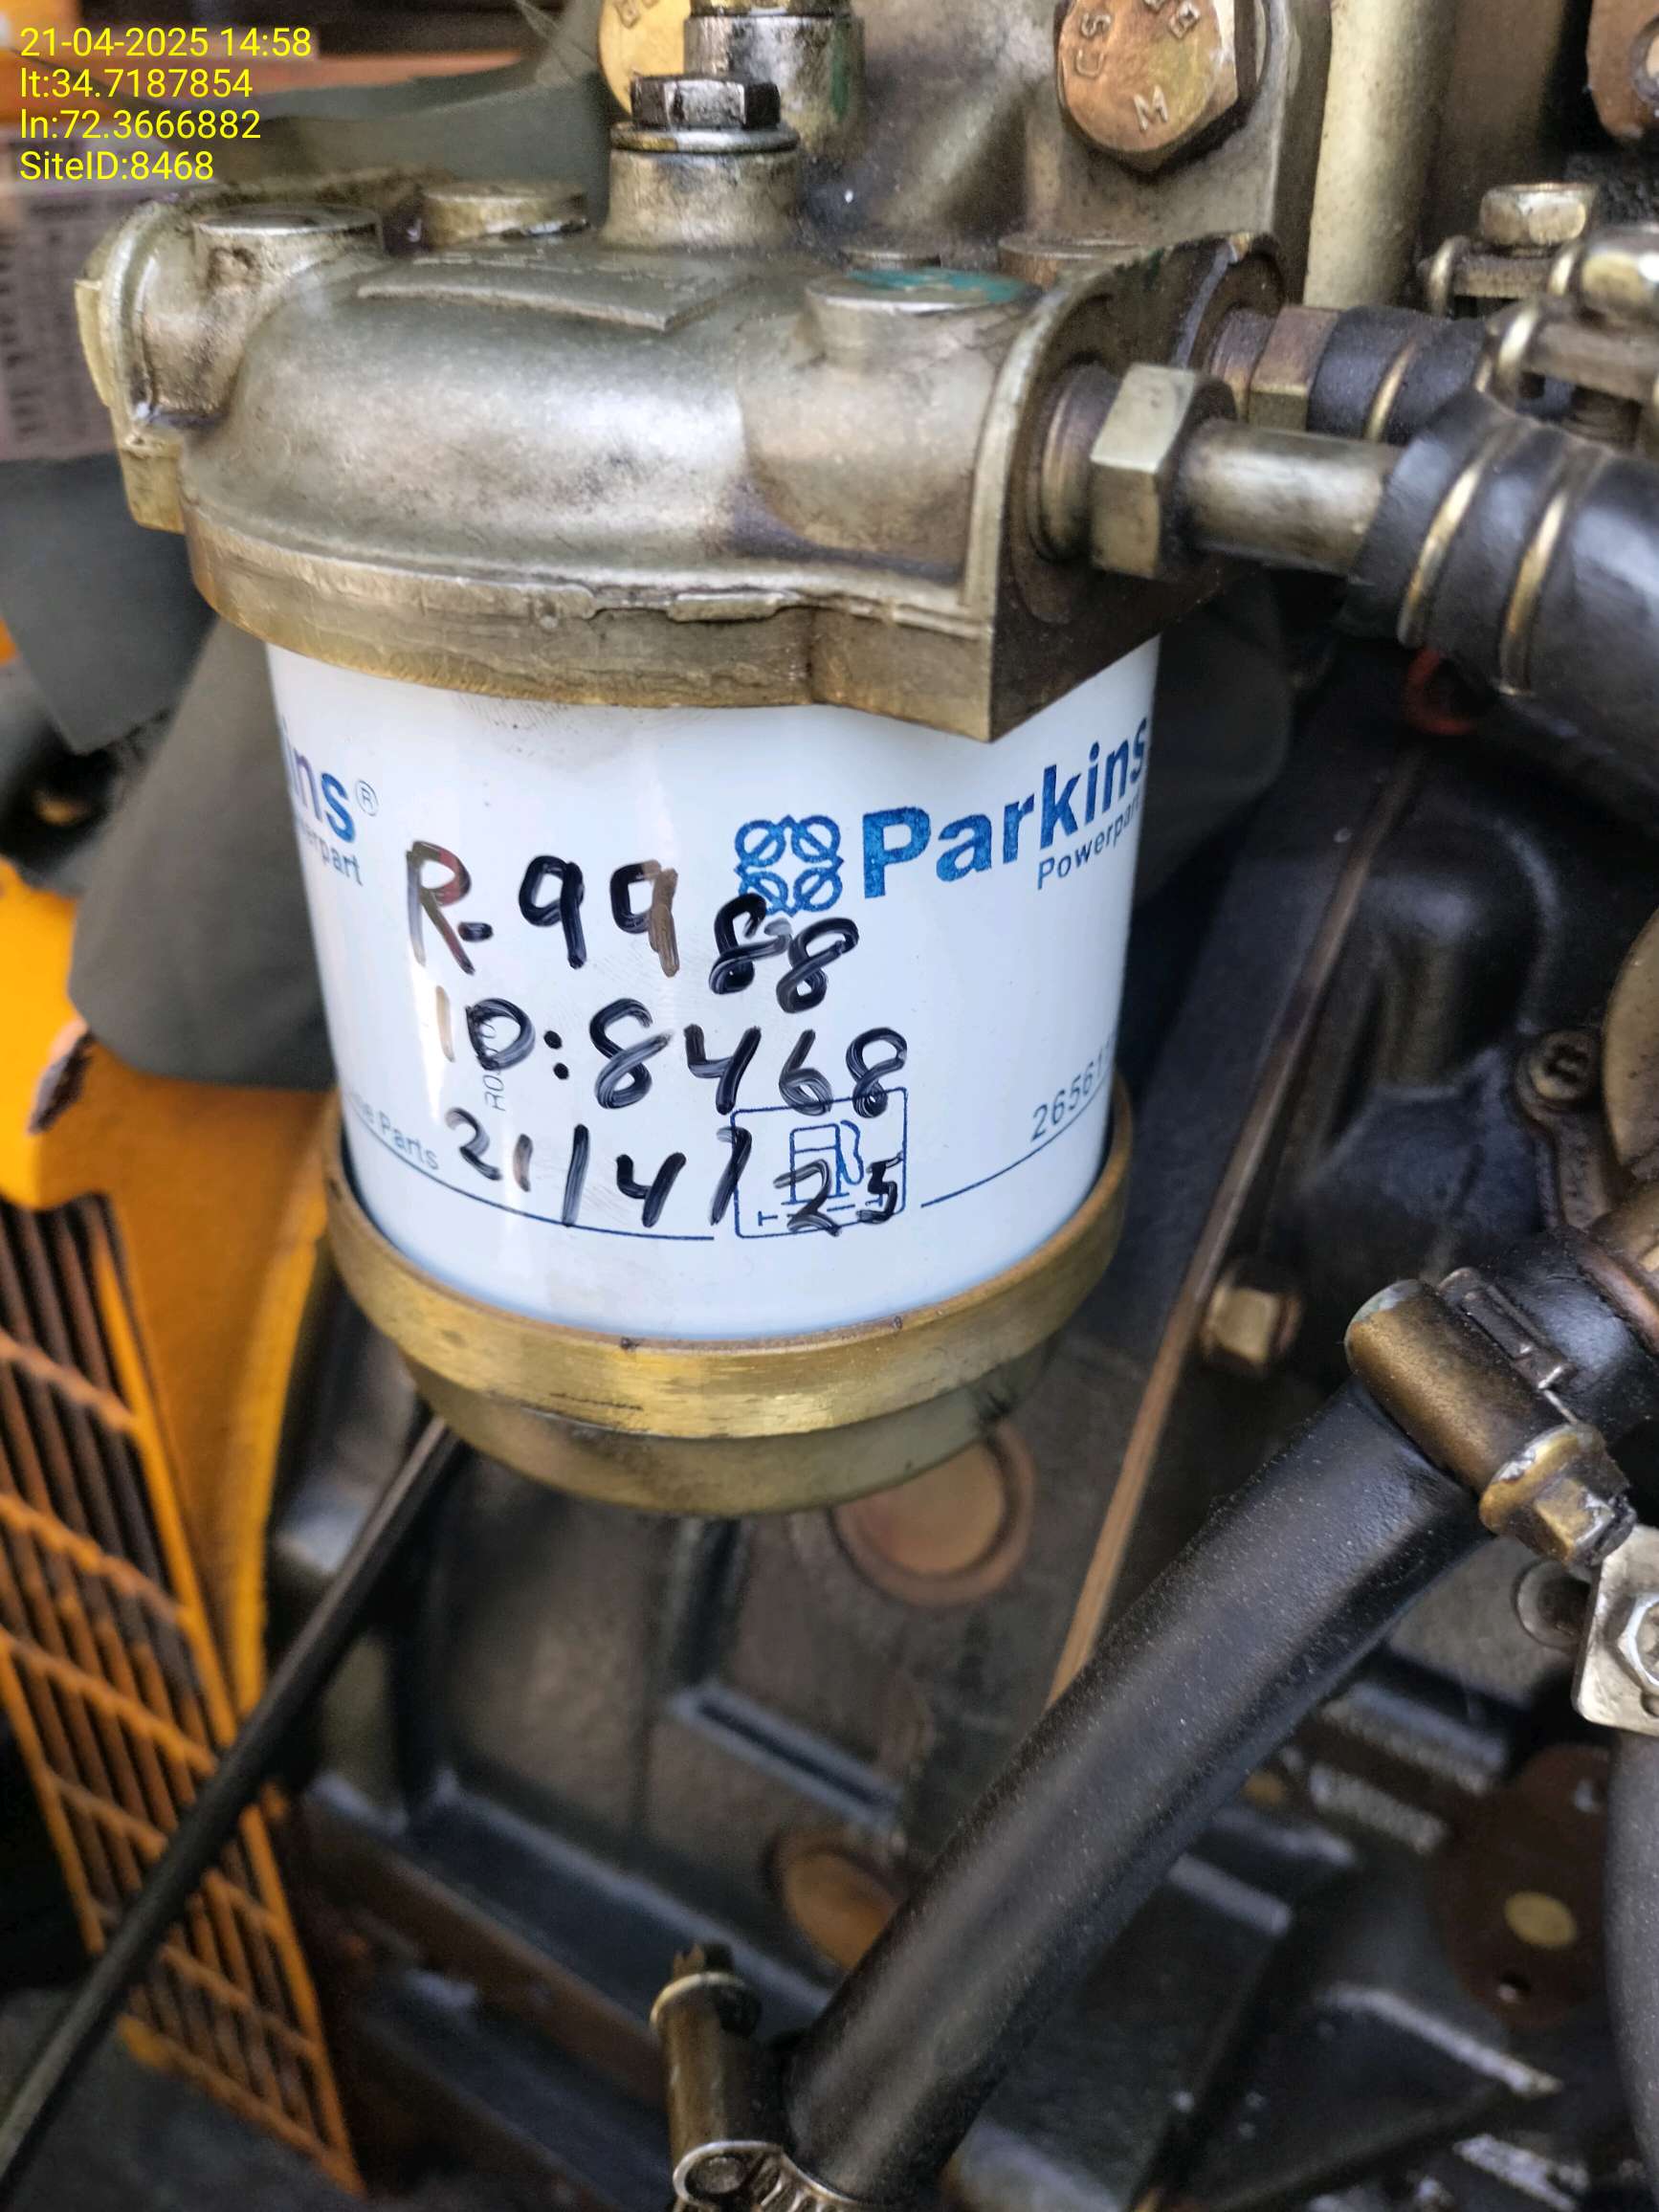 21-04-2025 14:58
lt:34.7187854
ln:72.3666882
SiteID:8468
Parkins
R-9988
ID:8468
21/4/25
Parts